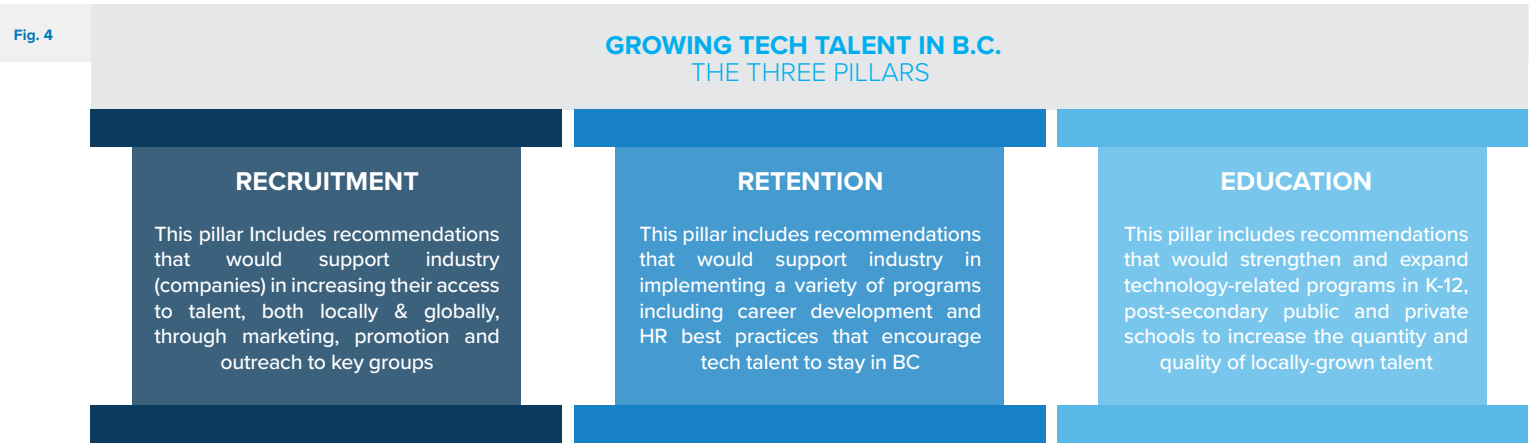 Fig. 4
GROWING TECH TALENT IN B.C.
THE THREE PILLARS
RECRUITMENT
This pillar Includes recommendations
that would support industry
(companies) in increasing their access
to talent, both locally & globally,
through marketing, promotion and
outreach to key groups
RETENTION
This pillar includes recommendations
that would support industry in
implementing a variety of programs
including career development and
HR best practices that encourage
tech talent to stay in BC
EDUCATION
This pillar includes recommendations
that would strengthen and expand
technology-related programs in K-12,
post-secondary public and private
schools to increase the quantity and
quality of locally-grown talent